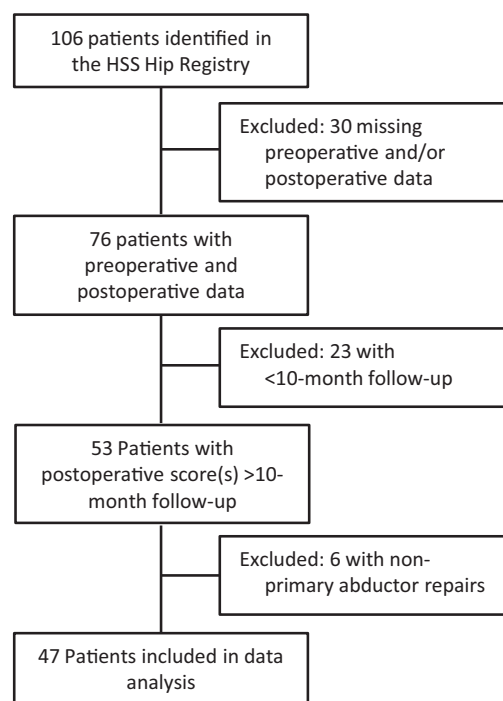 106 patients identified in
the HSS Hip Registry
Excluded: 30 missing
preoperative and/or
postoperative data
76 patients with
preoperative and
postoperative data
Excluded: 23 with
<10-month follow-up
53 Patients with
postoperative score(s) >10-
month follow-up
Excluded: 6 with non-
primary abductor repairs
47 Patients included in data
analysis